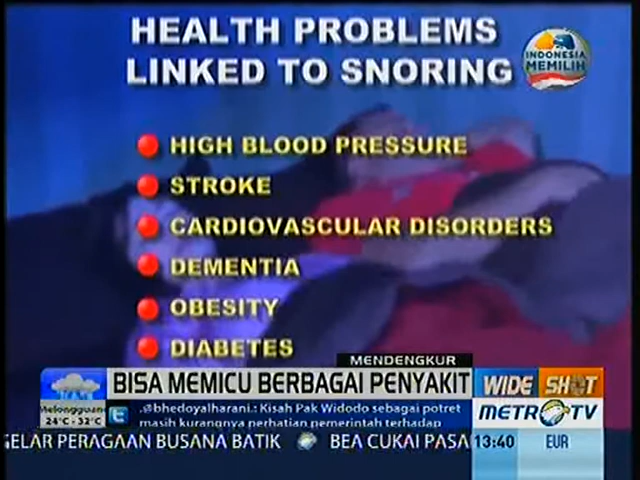 HEALTH PROBLEMS
LINKED TO SNORING
INDONESIA
MEMILIH
HIGH BLOOD PRESSURE
STROKE
CARDIOVASCULAR DISORDERS
DEMENTIA
OBESITY
DIABETES
MENDENGKUR
BISA MEMICU BERBAGAI PENYAKIT
WIDE SHOT
Melongguane
24°C - 32°C
.@bhedoyalharani.: Kisah Pak Widodo sebagai potret
masih kurangnya perhatian pemerintah terhadap
METRO TV
GELAR PERAGAAN BUSANA BATIK BEA CUKAI PASA
13:40
EUR